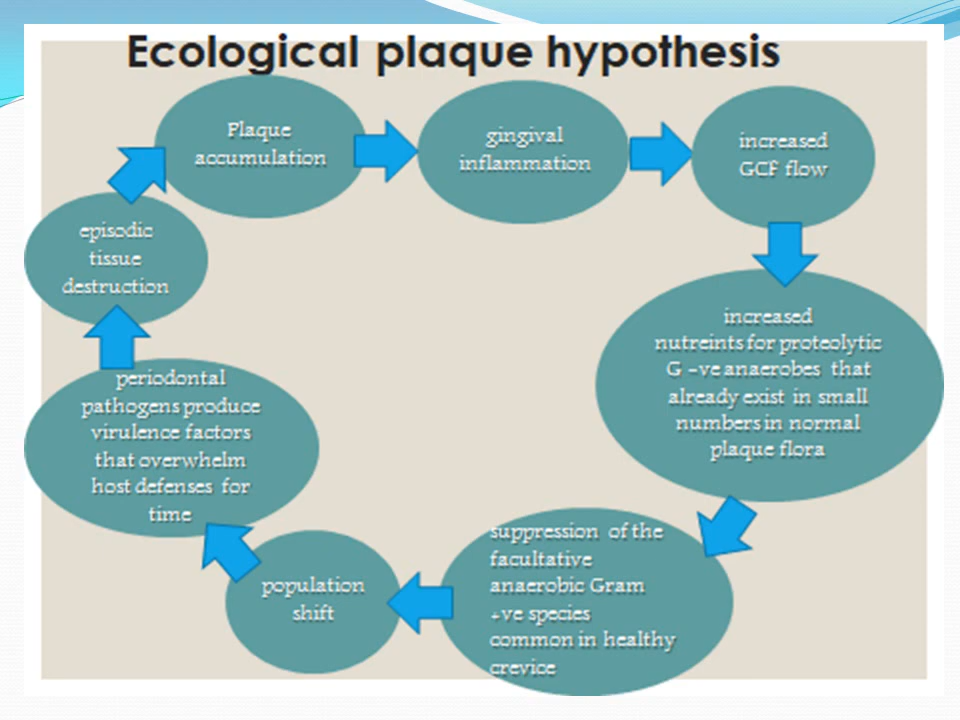 Ecological plaque hypothesis
Plaque
accumulation
gingival
inflammation
increased
GCF flow
increased
nutreints for proteolytic
G -ve anaerobes that
already exist in small
numbers in normal
plaque flora
suppression of the
facultative
anaerobic Gram
+ve species
common in healthy
crevice
population
shift
periodontal
pathogens produce
virulence factors
that overwhelm
host defenses for
time
episodic
tissue
destruction